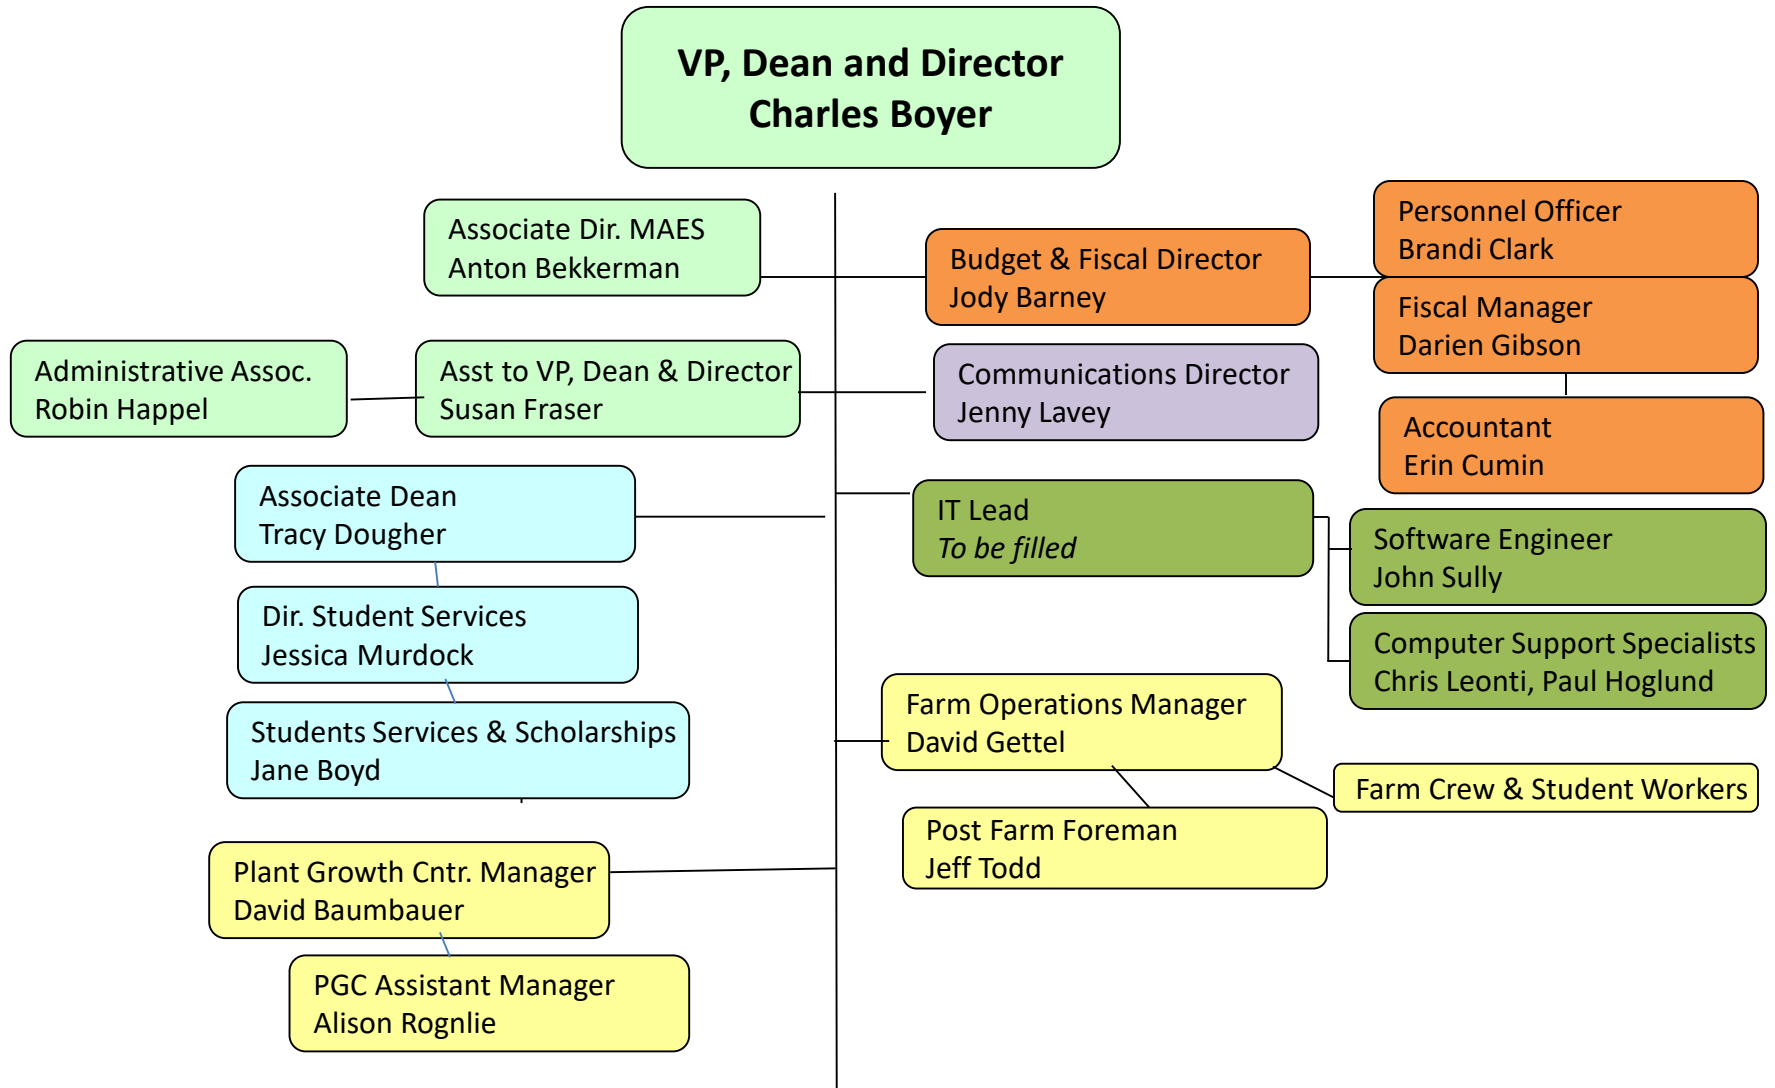 VP, Dean and Director
Charles Boyer
Associate Dir. MAES
Anton Bekkerman
Budget & Fiscal Director
Jody Barney
Personnel Officer
Brandi Clark
Fiscal Manager
Darien Gibson
Administrative Assoc.
Robin Happel
Asst to VP, Dean & Director
Susan Fraser
Communications Director
Jenny Lavey
Accountant
Erin Cumin
Associate Dean
Tracy Dougher
IT Lead
To be filled
Software Engineer
John Sully
Dir. Student Services
Jessica Murdock
Computer Support Specialists
Chris Leonti, Paul Hoglund
Students Services & Scholarships
Jane Boyd
Farm Operations Manager
David Gettel
Farm Crew & Student Workers
Post Farm Foreman
Jeff Todd
Plant Growth Cntr. Manager
David Baumbauer
PGC Assistant Manager
Alison Rognlie